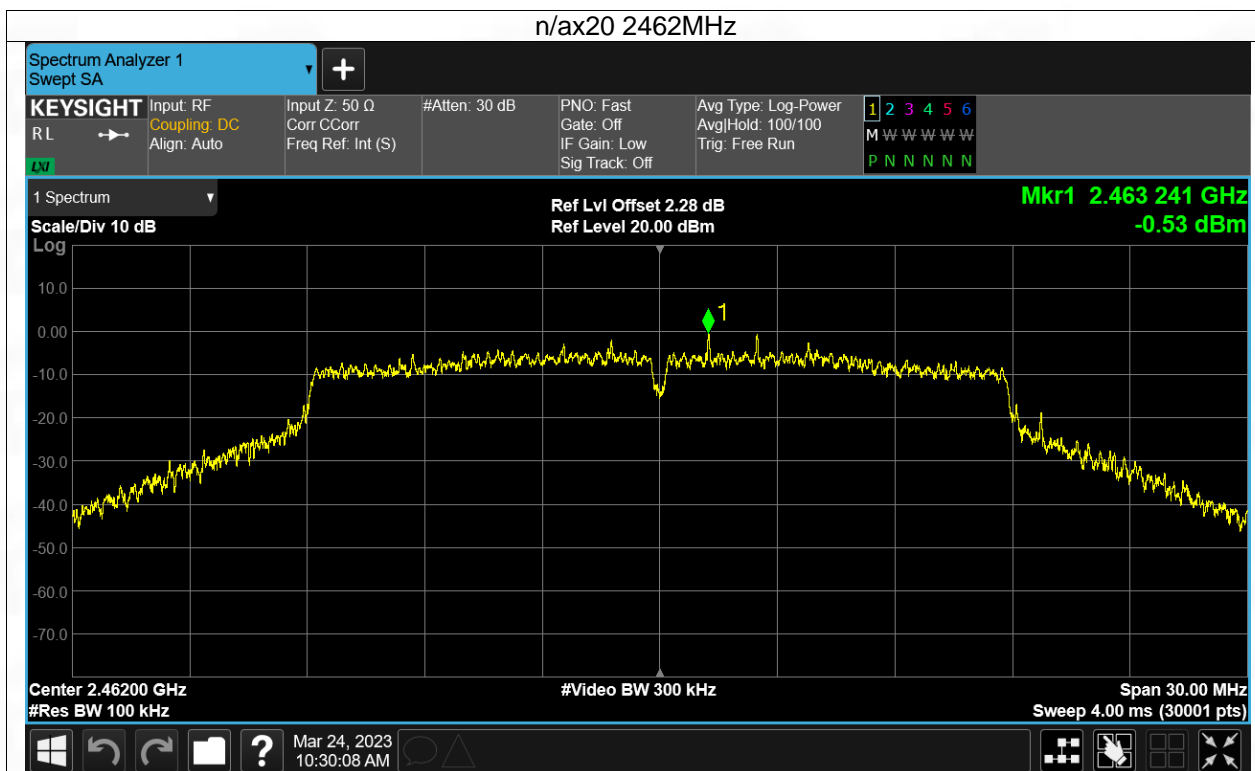 n/ax20 2462MHz
Spectrum Analyzer 1
Swept SA
KEYSIGHT
RL
LXI
Input: RF
Coupling: DC
Align: Auto
Input Z: 50 Ω
Corr CCorr
Freq Ref: Int (S)
#Atten: 30 dB
PNO: Fast
Gate: Off
IF Gain: Low
Sig Track: Off
Avg Type: Log-Power
Avg|Hold: 100/100
Trig: Free Run
1 2 3 4 5 6
M W W W W W
P N N N N N
1 Spectrum
Scale/Div 10 dB
Log
Ref Lvl Offset 2.28 dB
Ref Level 20.00 dBm
Mkr1 2.463 241 GHz
-0.53 dBm
1
10.0
0.00
-10.0
-20.0
-30.0
-40.0
-50.0
-60.0
-70.0
Center 2.46200 GHz
#Res BW 100 kHz
#Video BW 300 kHz
Span 30.00 MHz
Sweep 4.00 ms (30001 pts)
?
Mar 24, 2023
10:30:08 AM